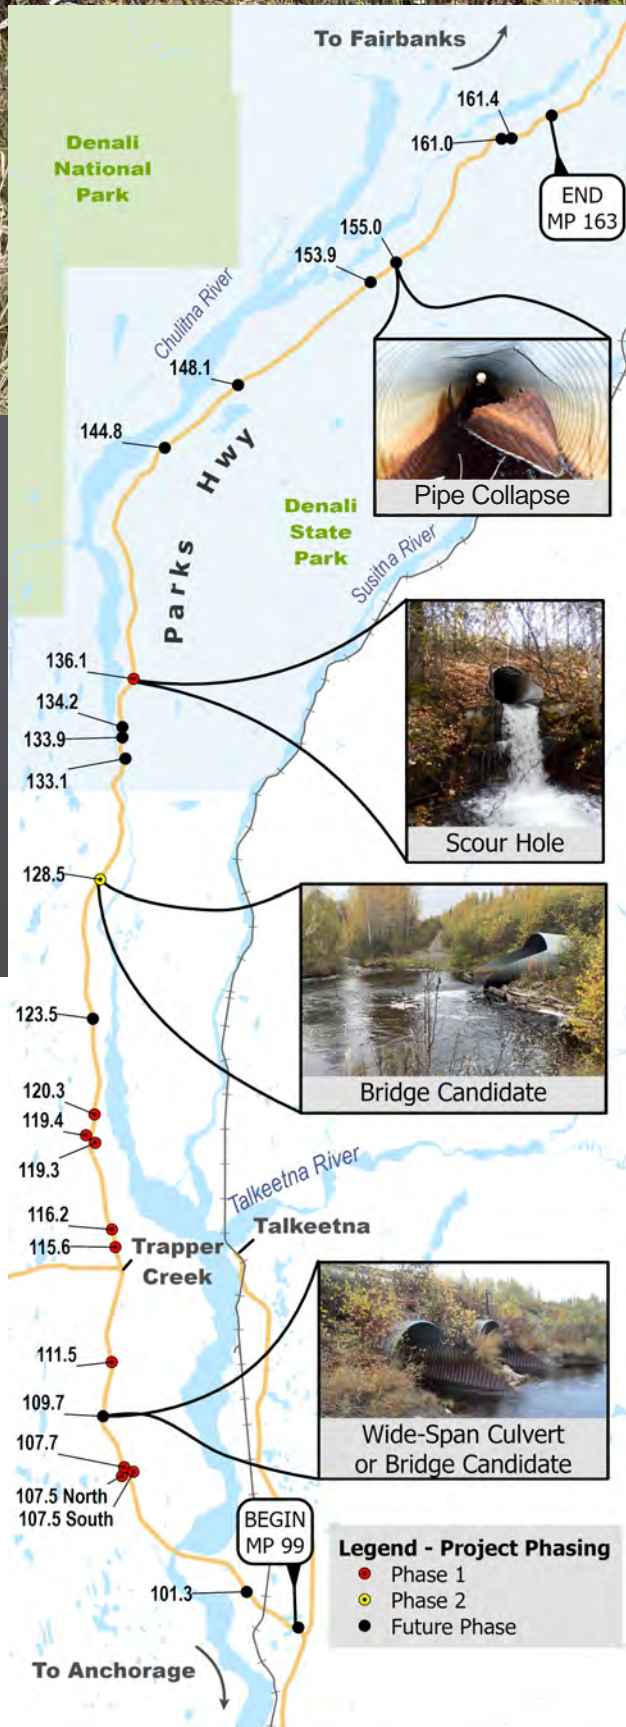 To Fairbanks
161.4
161.0
END
MP 163
Denali
National
Park
155.0
153.9
Chulitna River
148.1
144.8
Parks Hwy
Pipe Collapse
Denali
State
Park
Susitna River
136.1
134.2
133.9
133.1
Scour Hole
128.5
Bridge Candidate
123.5
120.3
119.4
119.3
Talkeetna River
116.2
115.6
Talkeetna
Trapper
Creek
111.5
109.7
Wide-Span Culvert
or Bridge Candidate
107.7
107.5 North
107.5 South
BEGIN
MP 99
101.3
Legend - Project Phasing
Phase 1
Phase 2
Future Phase
To Anchorage